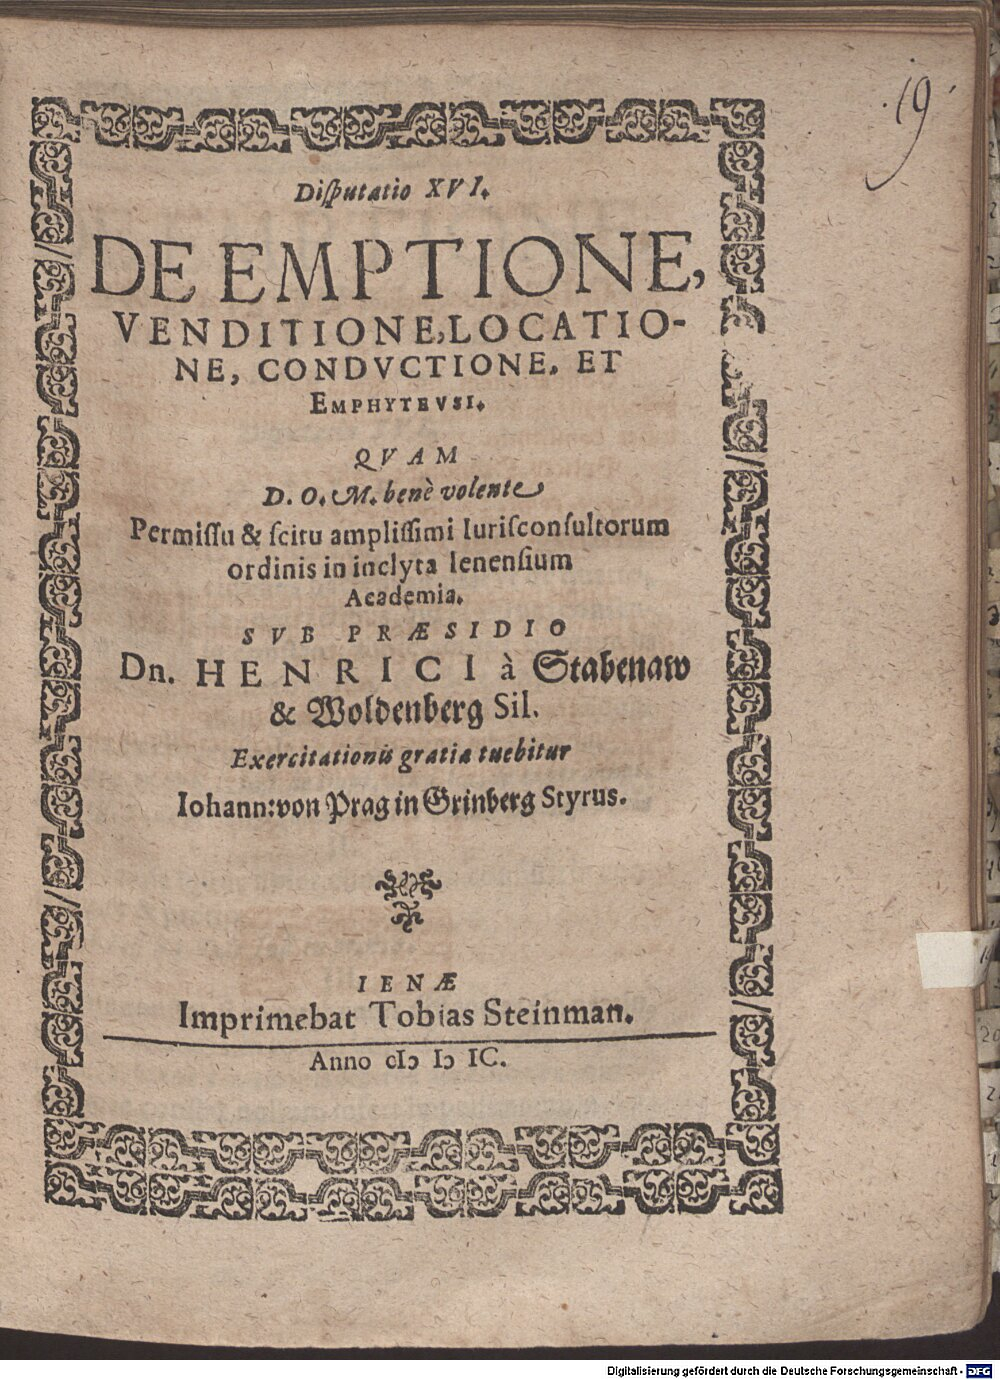 19
Diſputatio XVI.
DE EMPTIONE,
VENDITIONE, LOCATIO-
NE, CONDVCTIONE, ET
EMPHYTEVSI.
QVAM
D. O. M. benè volente
Permiſſu & ſcitu ampliſſimi Iuriſconſultorum
ordinis in inclyta Ienenſium
Academia.
SVB PRÆSIDIO
Dn. HENRICI à Stabenaw
& Woldenberg Sil.
Exercitationis gratia tuebitur
Iohann: von Prag in Grinberg Styrus.
IENÆ
Imprimebat Tobias Steinman.
Anno cIↄ Iↄ IC.
Digitalisierung gefördert durch die Deutsche Forschungsgemeinschaft - DFG